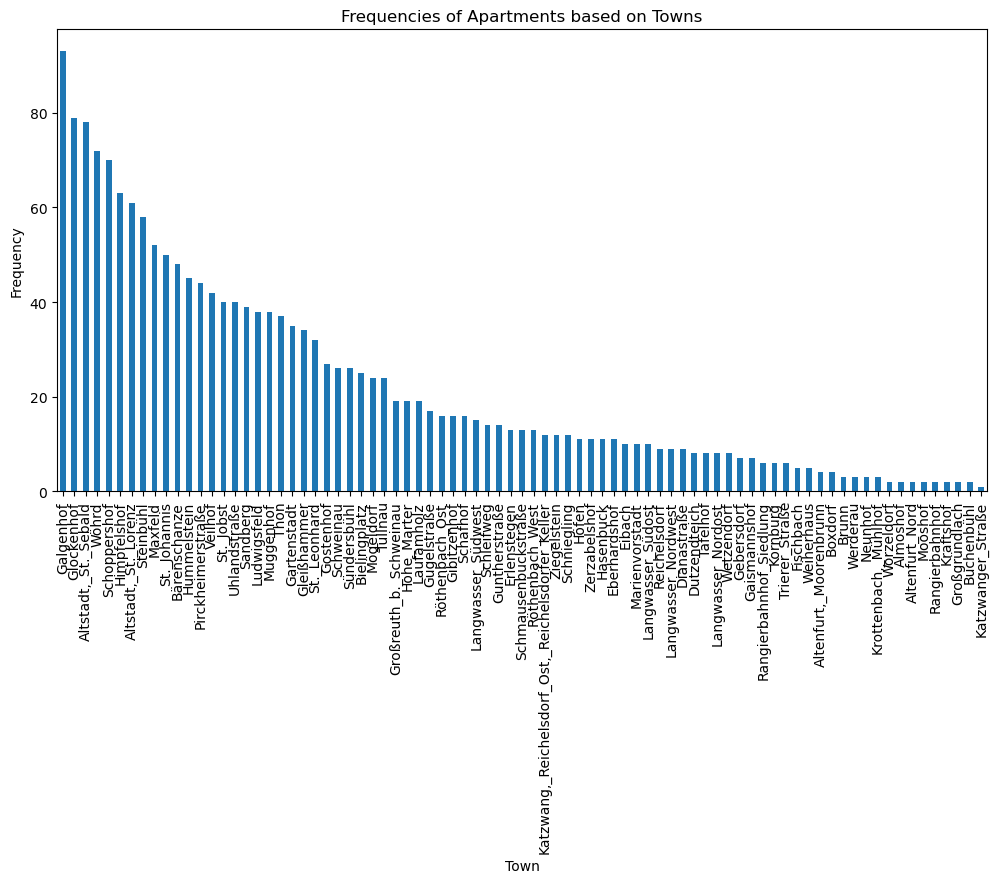 Frequencies of Apartments based on Towns
Frequency
80
60
40
20
0
Galgenhof
Glockenhof
Altstadt,_St._Sebald
Wöhrd
Schoppershof
Himpfelshof
Altstadt,_St._Lorenz
Steinbühl
Maxfeld
St._Johannis
Bärenschanze
Hummelstein
Pirckheimerstraße
Veilhof
St._Jobst
Uhlandstraße
Sandberg
Ludwigsfeld
Muggenhof
Thon
Gartenstadt
Gleißhammer
St._Leonhard
Gostenhof
Schweinau
Sündersbühl
Bielingplatz
Mögeldorf
Tullnau
Großreuth_b._Schweinau
Hohe_Marter
Laufamholz
Gugelstraße
Röthenbach_Ost
Gibitzenhof
Schafhof
Langwasser_Südwest
Schleifweg
Guntherstraße
Erlenstegen
Schmausenbuckstraße
Röthenbach_West
Katzwang,_Reichelsdorf_Ost,_Reichelsdorfer_Keller
Ziegelstein
Schniegling
Höfen
Zerzabelshof
Hasenbuck
Eberhardshof
Eibach
Marienvorstadt
Langwasser_Südost
Reichelsdorf
Langwasser_Nordwest
Dianastraße
Dutzendteich
Tafelhof
Langwasser_Nordost
Wetzendorf
Gebersdorf
Gaismannshof
Rangierbahnhof_Siedlung
Kornburg
Trierer_Straße
Fischbach
Weiherhaus
Altenfurt,_Moorenbrunn
Boxdorf
Brunn
Werderau
Neunhof
Krottenbach,_Mühlhof
Worzeldorf
Almoshof
Altenfurt_Nord
Mooshof
Rangierbahnhof
Kraftshof
Großgründlach
Buchenbühl
Katzwanger_Straße
Town